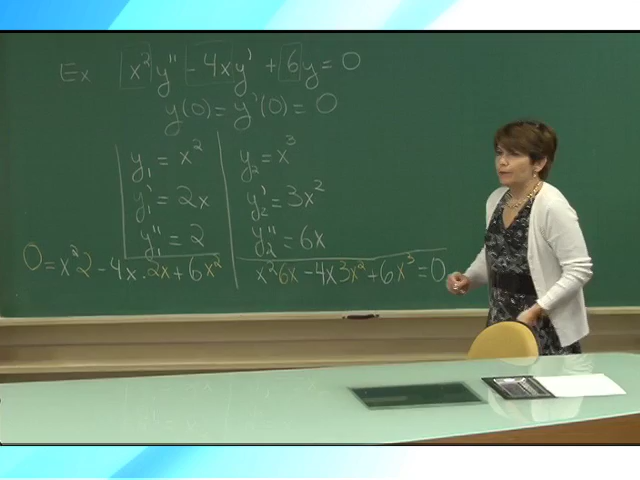 Ex x²y'' - 4xy' + 6y = 0
y(0) = y'(0) = 0
y₁ = x²
y₁' = 2x
y₁'' = 2
0 = x²2 - 4x · 2x + 6x²
y₂ = x³
y₂' = 3x²
y₂'' = 6x
x²6x - 4x3x² + 6x³ = 0